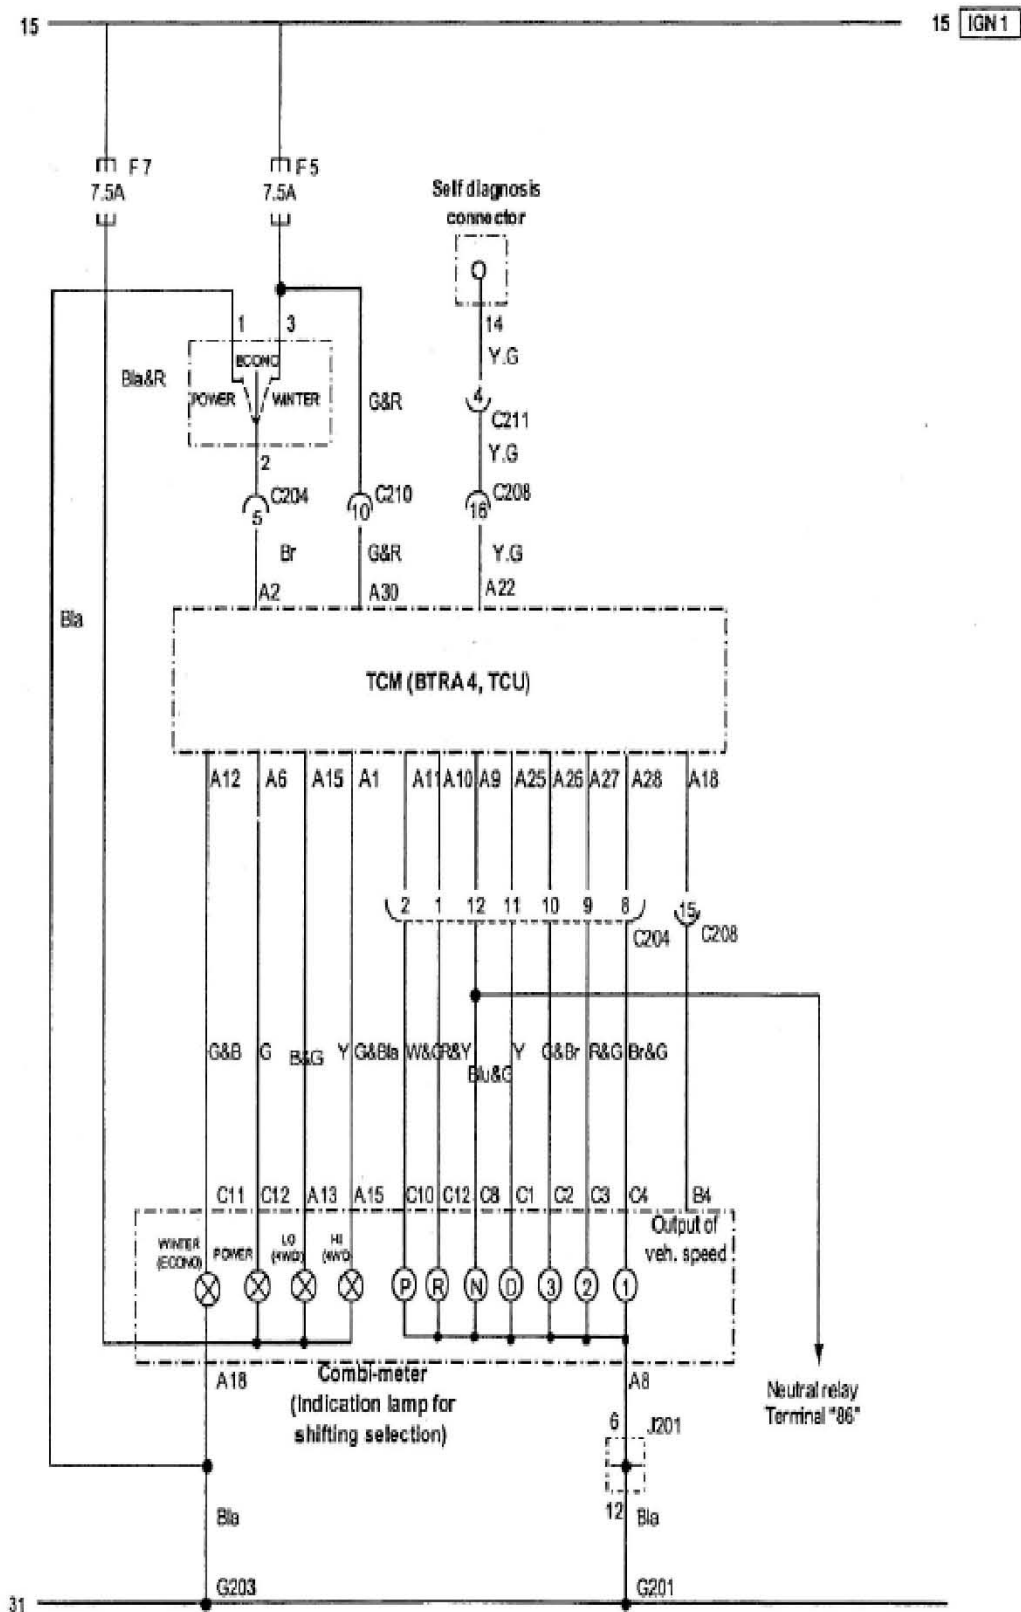 15
15 IGN 1
F7
7.5A
F5
7.5A
Self diagnosis
connector
14
Y.G
1
3
ECONO
POWER
WINTER
Bla&R
G&R
4
C211
Y.G
2
C204
5
C210
10
C208
16
Br
G&R
Y.G
A2
A30
A22
Bla
TCM (BTRA 4, TCU)
A12
A6
A15
A1
A11
A10
A9
A25
A26
A27
A28
A18
2
1
12
11
10
9
8
C204
15
C208
G&B
G
B&G
Y
G&Bla
W&G
R&Y
Blu&G
Y
G&Br
R&G
Br&G
C11
C12
A13
A15
C10
C12
C8
C1
C2
C3
C4
B4
WINTER
(ECONO)
POWER
LO
(4WD)
HI
(4WD)
Output of
veh. speed
P
R
N
D
3
2
1
A18
Combi-meter
(Indication lamp for
shifting selection)
A8
Neutral relay
Terminal "86"
6
J201
12
Bla
Bla
G203
G201
31